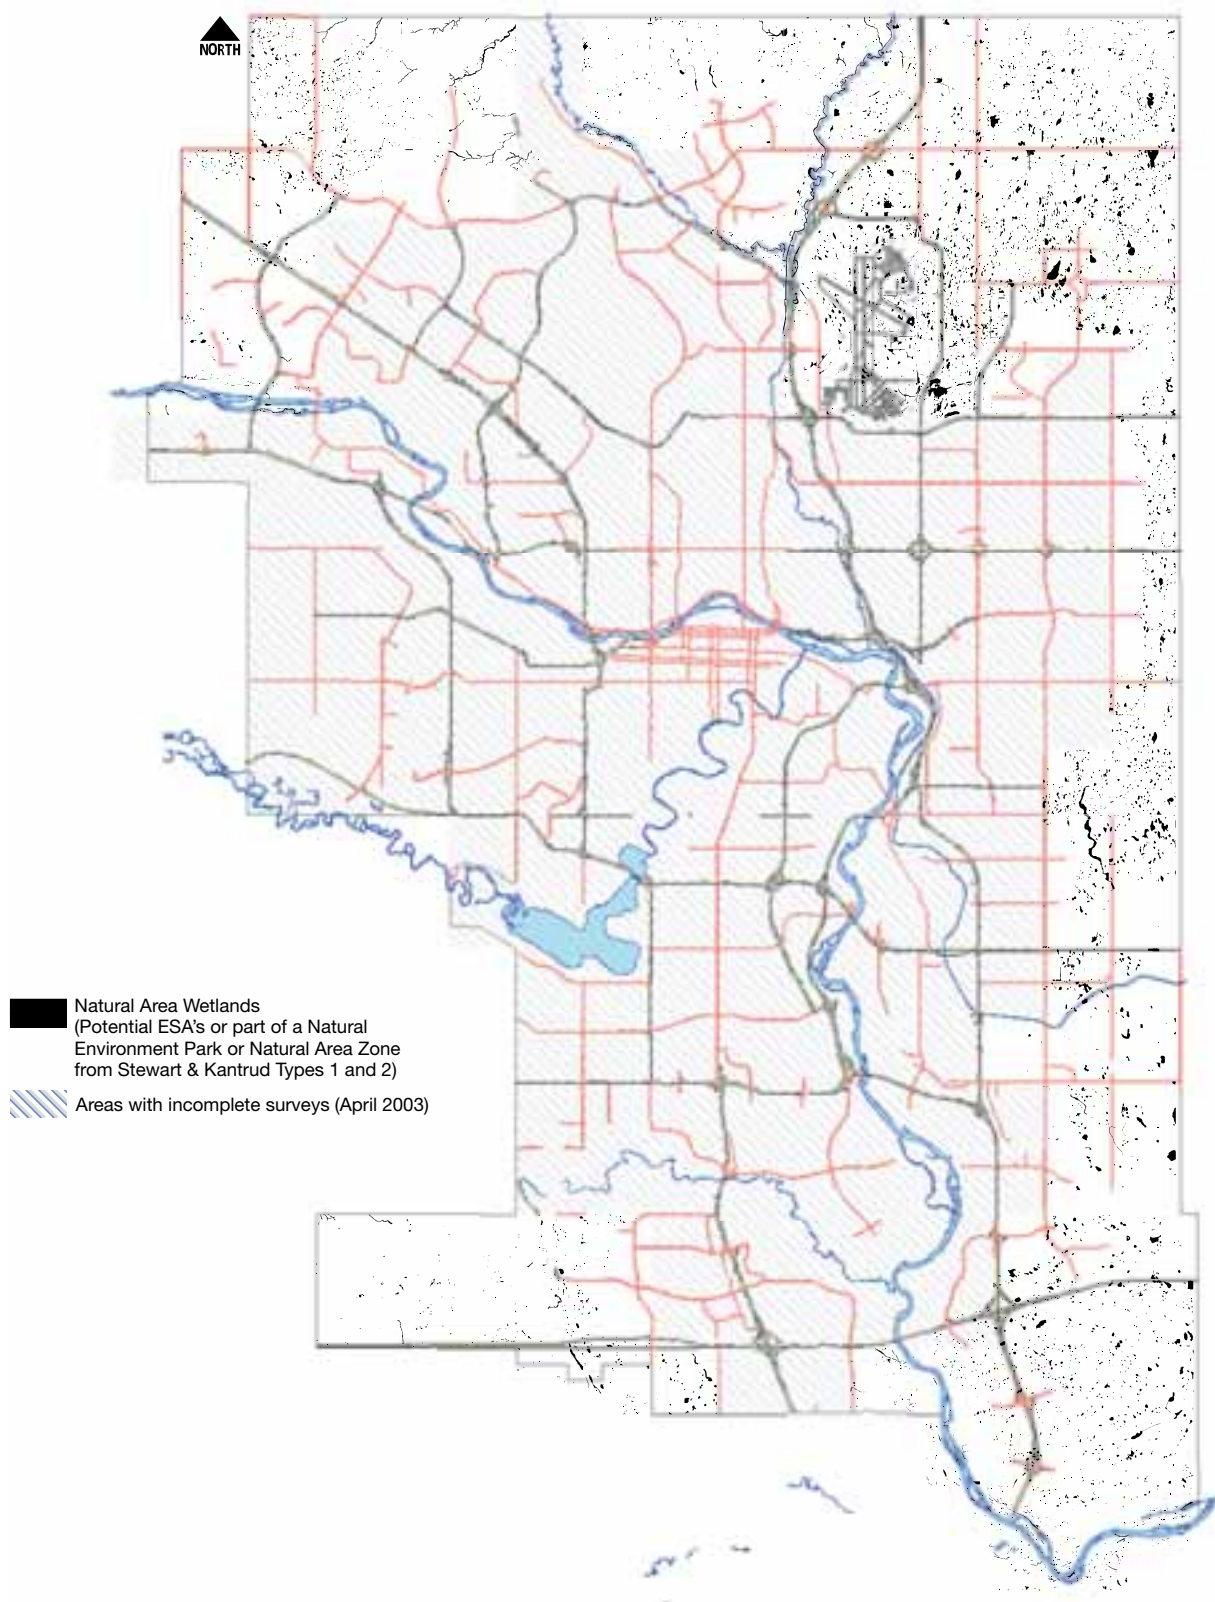 NORTH
Natural Area Wetlands
(Potential ESA's or part of a Natural
Environment Park or Natural Area Zone
from Stewart & Kantrud Types 1 and 2)
Areas with incomplete surveys (April 2003)